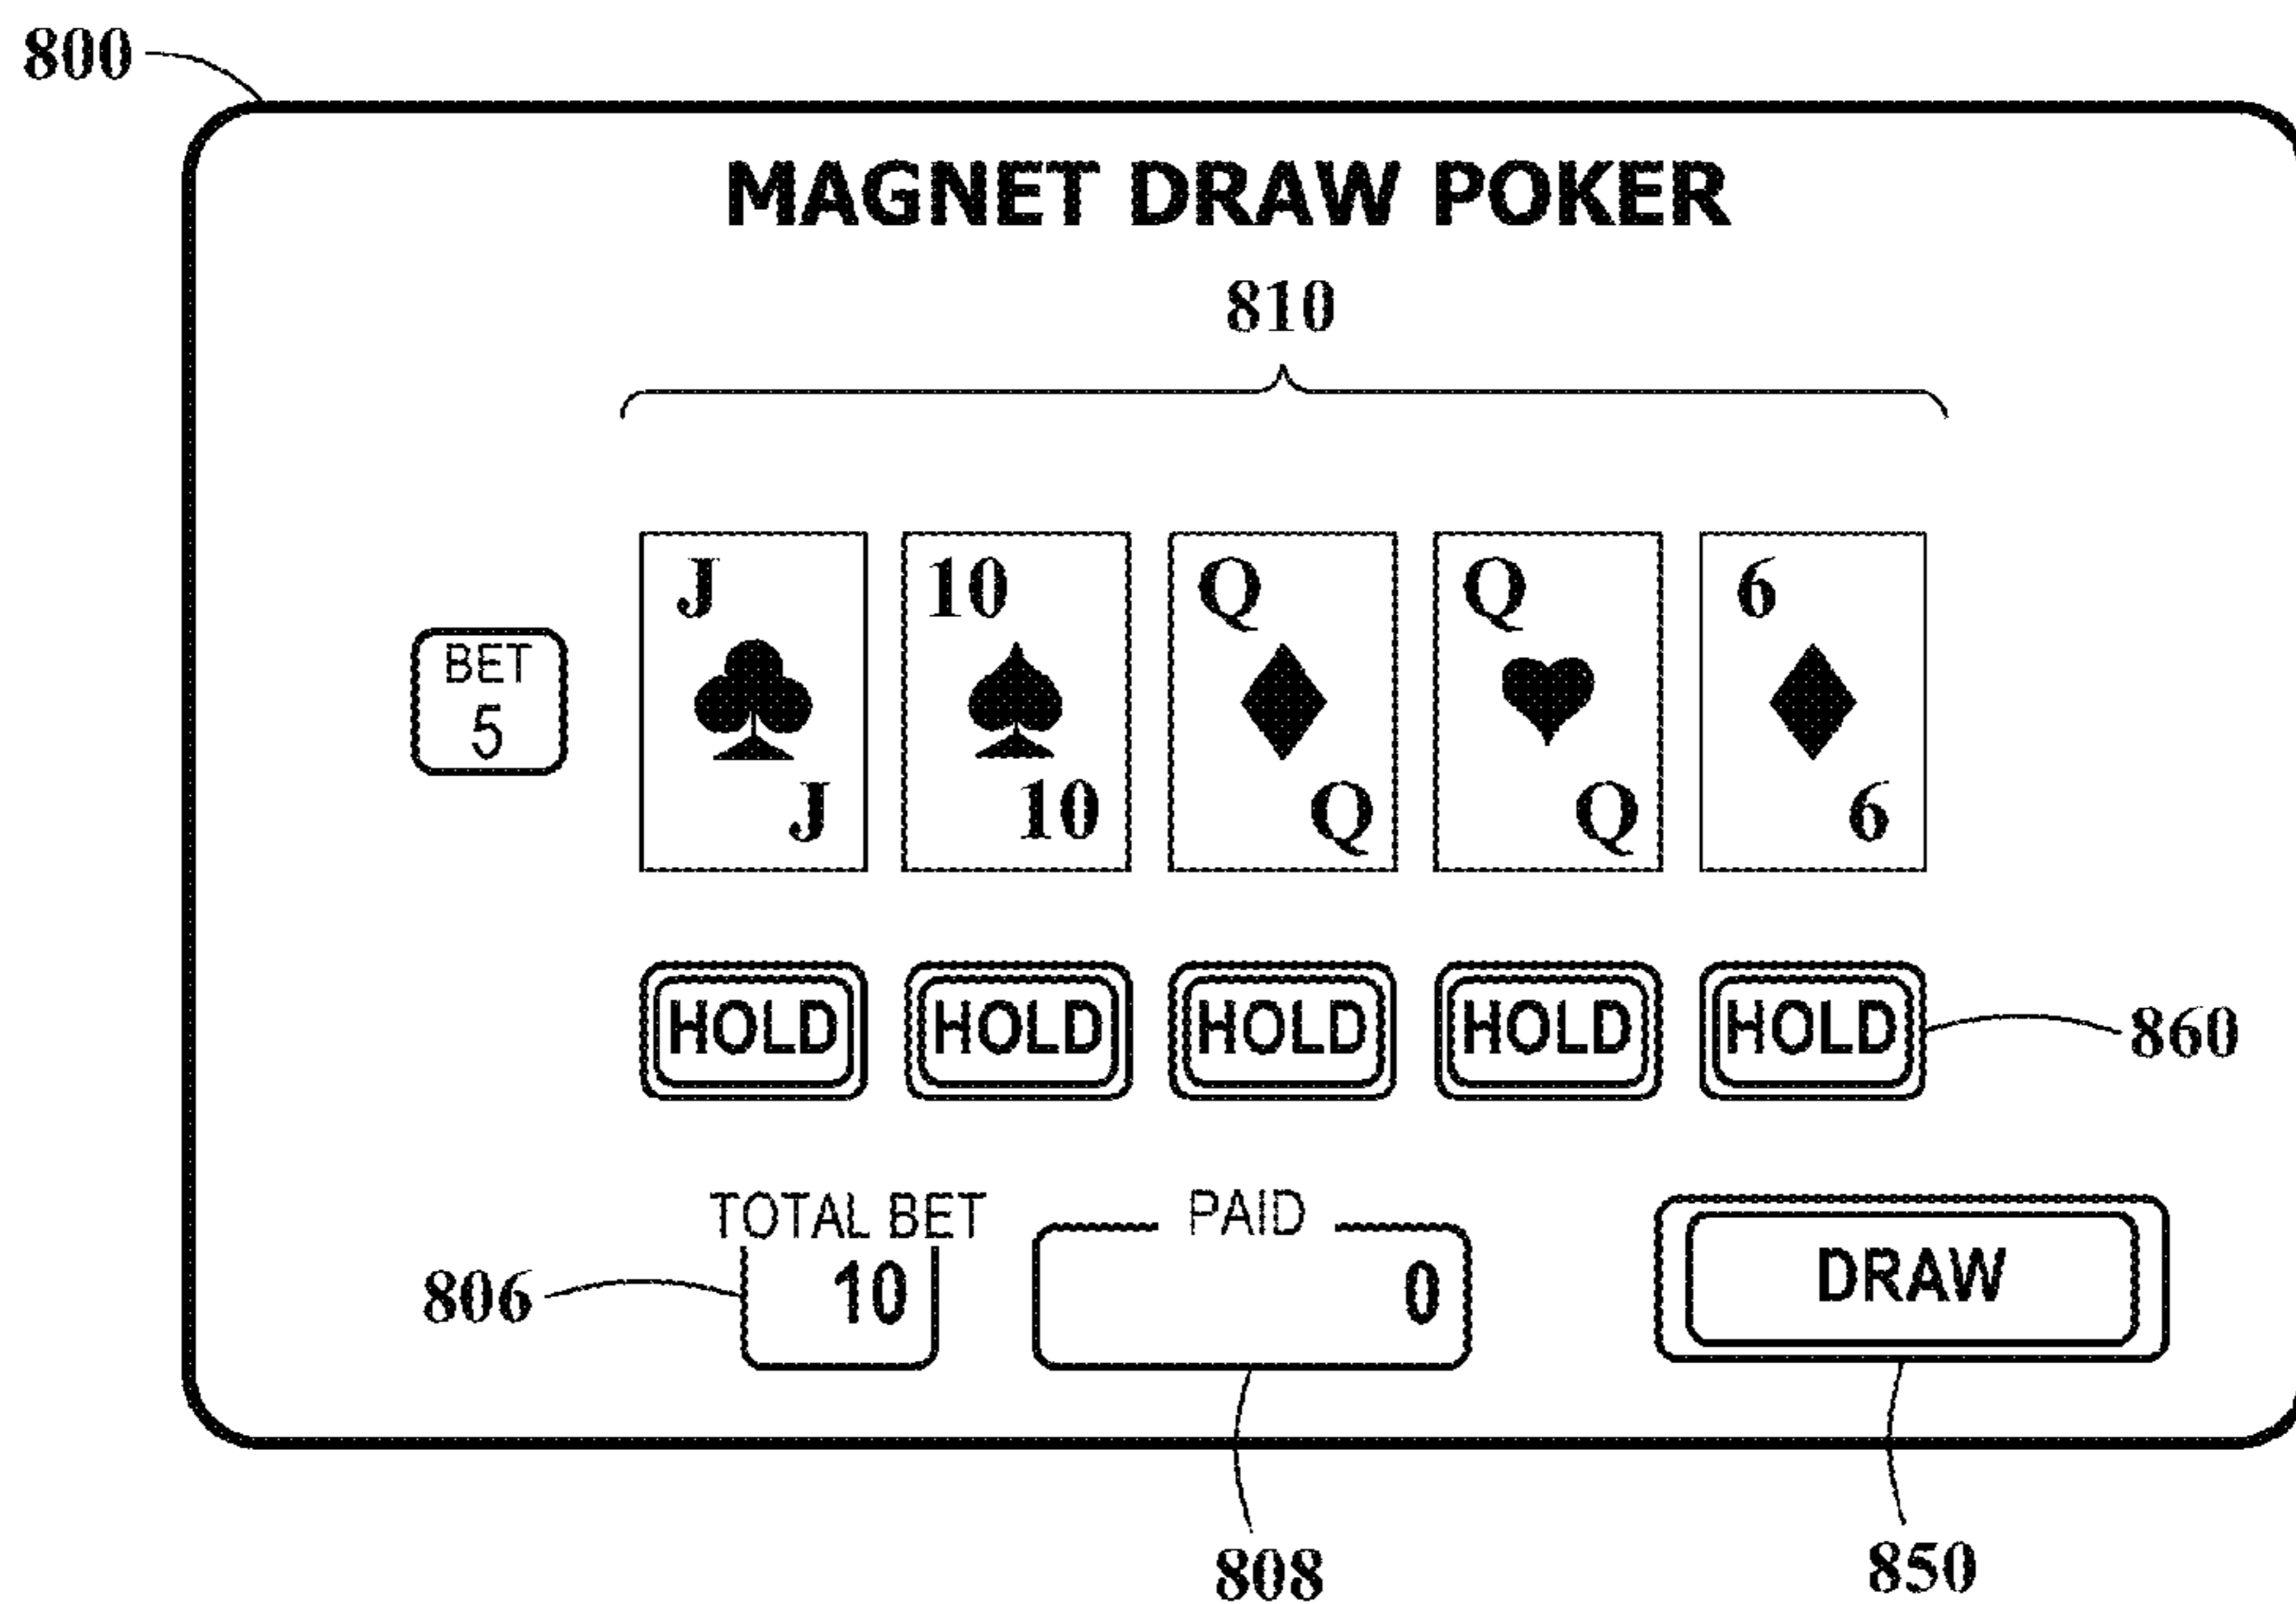 800
MAGNET DRAW POKER
810
J 10 Q Q 6
BET
5
J 10 Q Q 6
HOLD HOLD HOLD HOLD HOLD 860
TOTAL BET PAID
806 10 0 DRAW
808 850